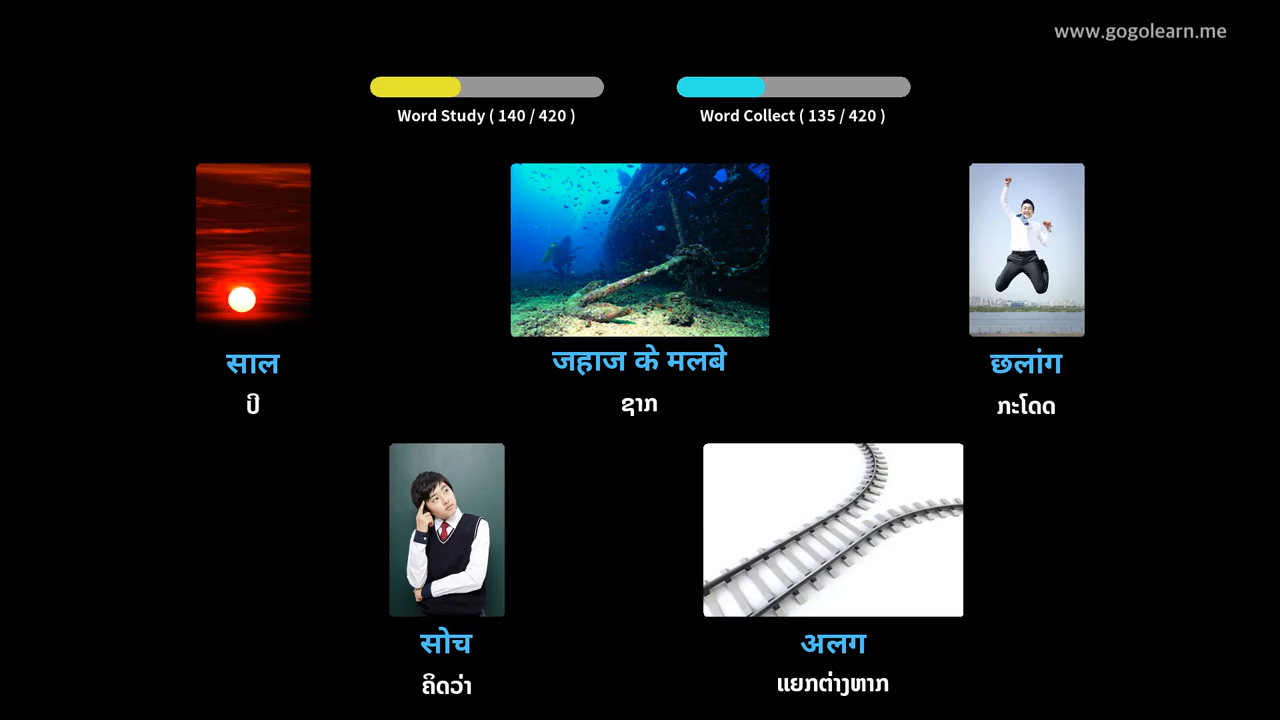 www.gogolearn.me
Word Study ( 140 / 420 )
Word Collect ( 135 / 420 )
साल
ປີ
जहाज के मलबे
ຊາກ
छलांग
ກະໂດດ
सोच
ຄິດວ່າ
अलग
ແຍກຕ່າງຫາກ